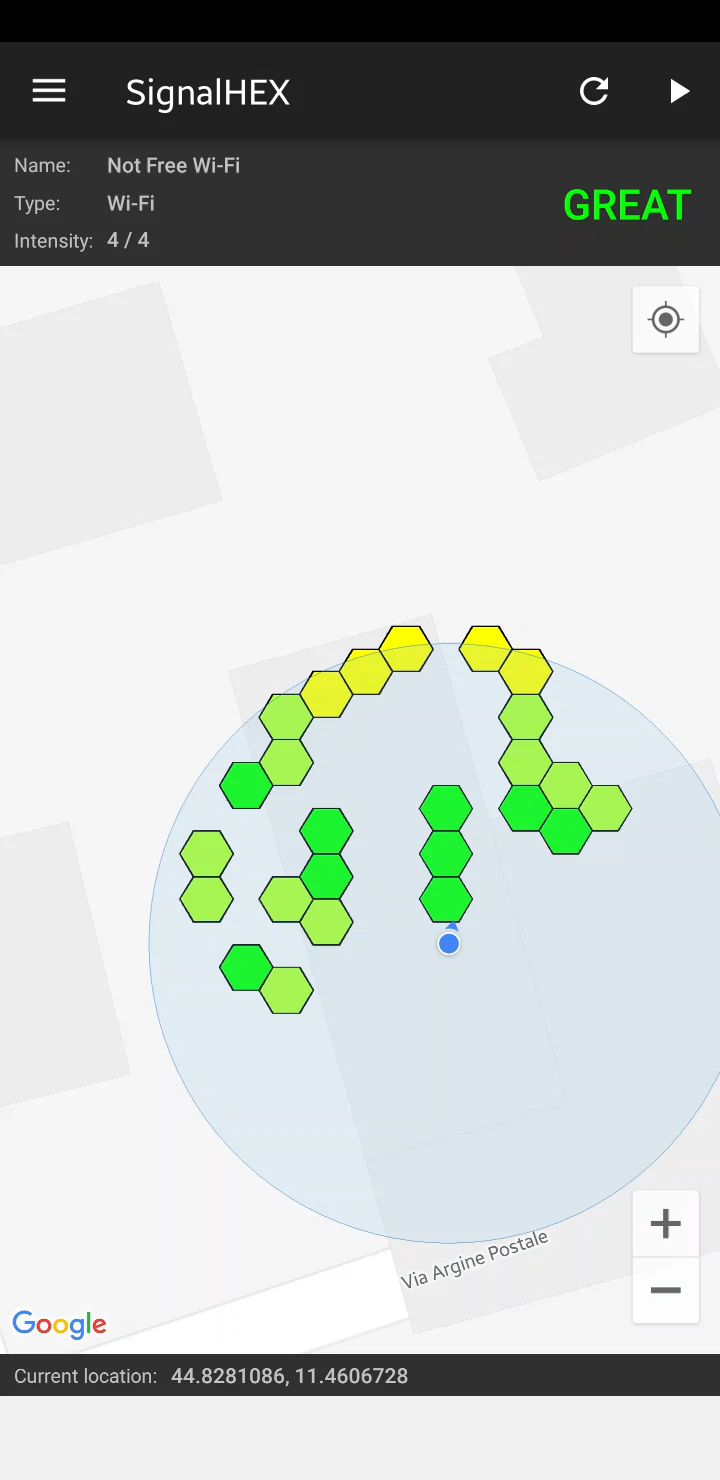 SignalHEX
Name: Not Free Wi-Fi
Type: Wi-Fi
Intensity: 4 / 4
GREAT
Via Argine Postale
Google
Current location: 44.8281086, 11.4606728